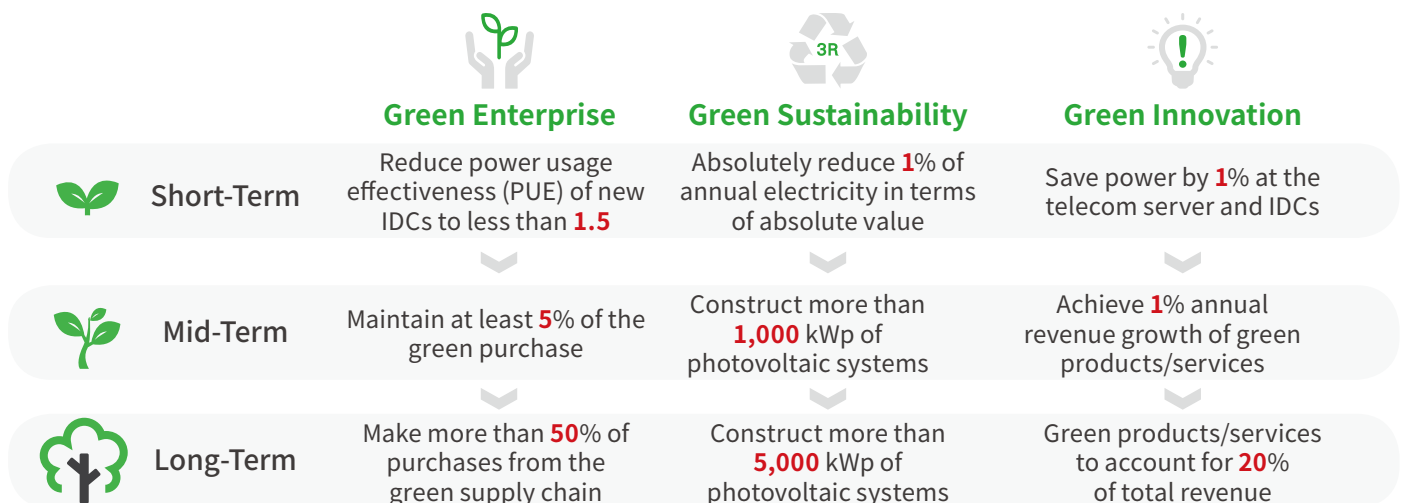 3R
Green Enterprise
Green Sustainability
Green Innovation
Short-Term
Reduce power usage
effectiveness (PUE) of new
IDCs to less than 1.5
Absolutely reduce 1% of
annual electricity in terms
of absolute value
Save power by 1% at the
telecom server and IDCs
Mid-Term
Maintain at least 5% of the
green purchase
Construct more than
1,000 kWp of
photovoltaic systems
Achieve 1% annual
revenue growth of green
products/services
Long-Term
Make more than 50% of
purchases from the
green supply chain
Construct more than
5,000 kWp of
photovoltaic systems
Green products/services
to account for 20%
of total revenue